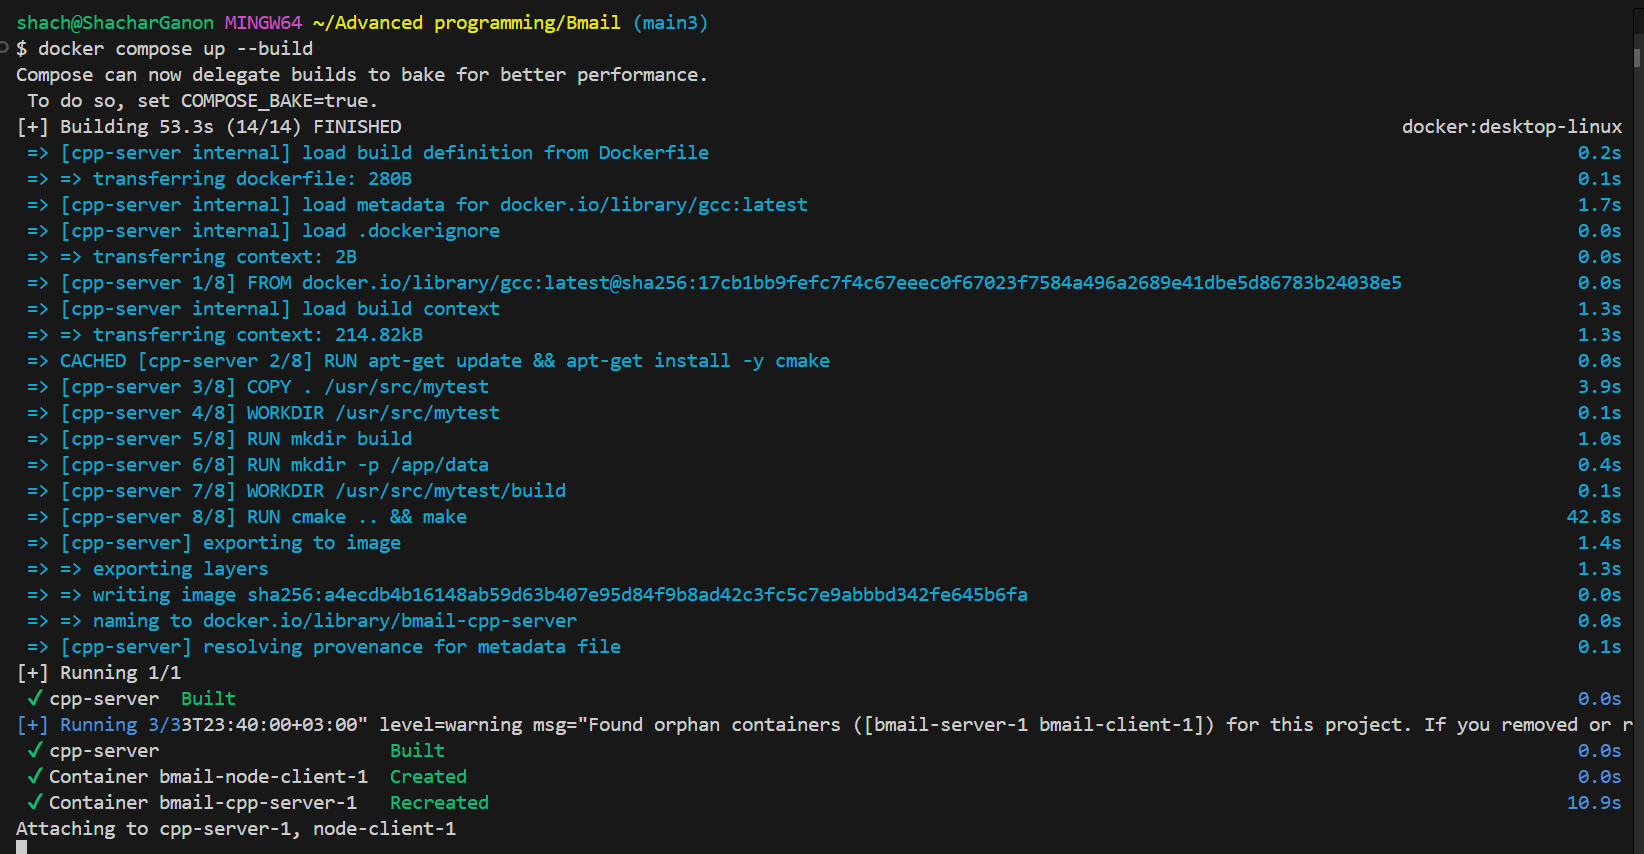 shach@ShacharGanon MINGW64 ~/Advanced programming/Bmail (main3)
$ docker compose up --build
Compose can now delegate builds to bake for better performance.
 To do so, set COMPOSE_BAKE=true.
[+] Building 53.3s (14/14) FINISHED docker:desktop-linux
 => [cpp-server internal] load build definition from Dockerfile 0.2s
 => => transferring dockerfile: 280B 0.1s
 => [cpp-server internal] load metadata for docker.io/library/gcc:latest 1.7s
 => [cpp-server internal] load .dockerignore 0.0s
 => => transferring context: 2B 0.0s
 => [cpp-server 1/8] FROM docker.io/library/gcc:latest@sha256:17cb1bb9fefc7f4c67eeec0f67023f7584a496a2689e41dbe5d86783b24038e5 0.0s
 => [cpp-server internal] load build context 1.3s
 => => transferring context: 214.82kB 1.3s
 => CACHED [cpp-server 2/8] RUN apt-get update && apt-get install -y cmake 0.0s
 => [cpp-server 3/8] COPY . /usr/src/mytest 3.9s
 => [cpp-server 4/8] WORKDIR /usr/src/mytest 0.1s
 => [cpp-server 5/8] RUN mkdir build 1.0s
 => [cpp-server 6/8] RUN mkdir -p /app/data 0.4s
 => [cpp-server 7/8] WORKDIR /usr/src/mytest/build 0.1s
 => [cpp-server 8/8] RUN cmake .. && make 42.8s
 => [cpp-server] exporting to image 1.4s
 => => exporting layers 1.3s
 => => writing image sha256:a4ecdb4b16148ab59d63b407e95d84f9b8ad42c3fc5c7e9abbbd342fe645b6fa 0.0s
 => => naming to docker.io/library/bmail-cpp-server 0.0s
 => [cpp-server] resolving provenance for metadata file 0.1s
[+] Running 1/1
 ✔ cpp-server  Built 0.0s
[+] Running 3/33T23:40:00+03:00" level=warning msg="Found orphan containers ([bmail-server-1 bmail-client-1]) for this project. If you removed or r
 ✔ cpp-server Built 0.0s
 ✔ Container bmail-node-client-1  Created 0.0s
 ✔ Container bmail-cpp-server-1   Recreated 10.9s
Attaching to cpp-server-1, node-client-1